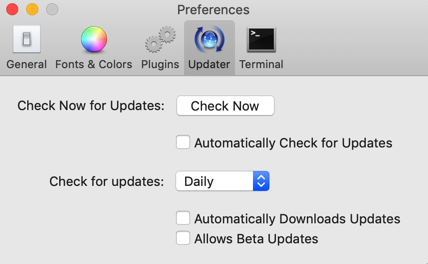 Preferences
General Fonts & Colors Plugins Updater Terminal
Check Now for Updates: Check Now
Automatically Check for Updates
Check for updates: Daily
Automatically Downloads Updates
Allows Beta Updates